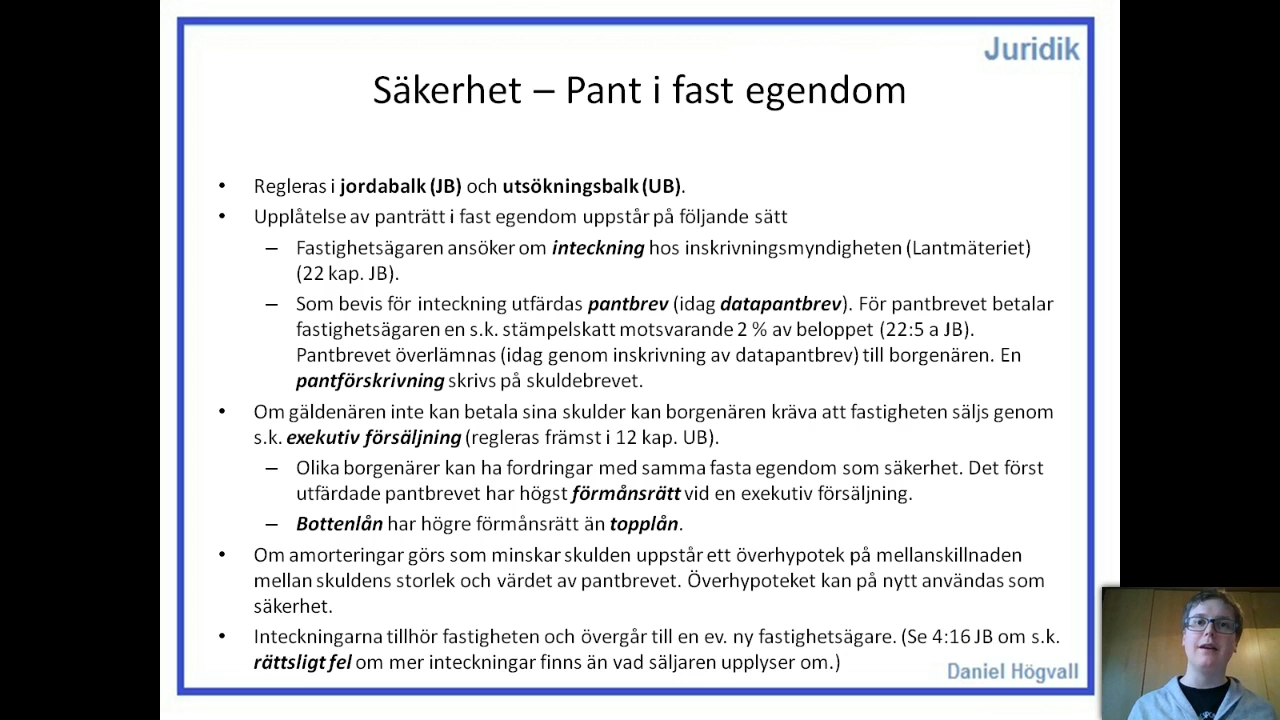 Juridik
Säkerhet – Pant i fast egendom
• Regleras i jordabalk (JB) och utsökningsbalk (UB).
• Upplåtelse av panträtt i fast egendom uppstår på följande sätt
– Fastighetsägaren ansöker om inteckning hos inskrivningsmyndigheten (Lantmäteriet)
(22 kap. JB).
– Som bevis för inteckning utfärdas pantbrev (idag datapantbrev). För pantbrevet betalar
fastighetsägaren en s.k. stämpelskatt motsvarande 2 % av beloppet (22:5 a JB).
Pantbrevet överlämnas (idag genom inskrivning av datapantbrev) till borgenären. En
pantförskrivning skrivs på skuldebrevet.
• Om gäldenären inte kan betala sina skulder kan borgenären kräva att fastigheten säljs genom
s.k. exekutiv försäljning (regleras främst i 12 kap. UB).
– Olika borgenärer kan ha fordringar med samma fasta egendom som säkerhet. Det först
utfärdade pantbrevet har högst förmånsrätt vid en exekutiv försäljning.
– Bottenlån har högre förmånsrätt än topplån.
• Om amorteringar görs som minskar skulden uppstår ett överhypotek på mellanskillnaden
mellan skuldens storlek och värdet av pantbrevet. Överhypoteket kan på nytt användas som
säkerhet.
• Inteckningarna tillhör fastigheten och övergår till en ev. ny fastighetsägare. (Se 4:16 JB om s.k.
rättsligt fel om mer inteckningar finns än vad säljaren upplyser om.)
Daniel Högvall